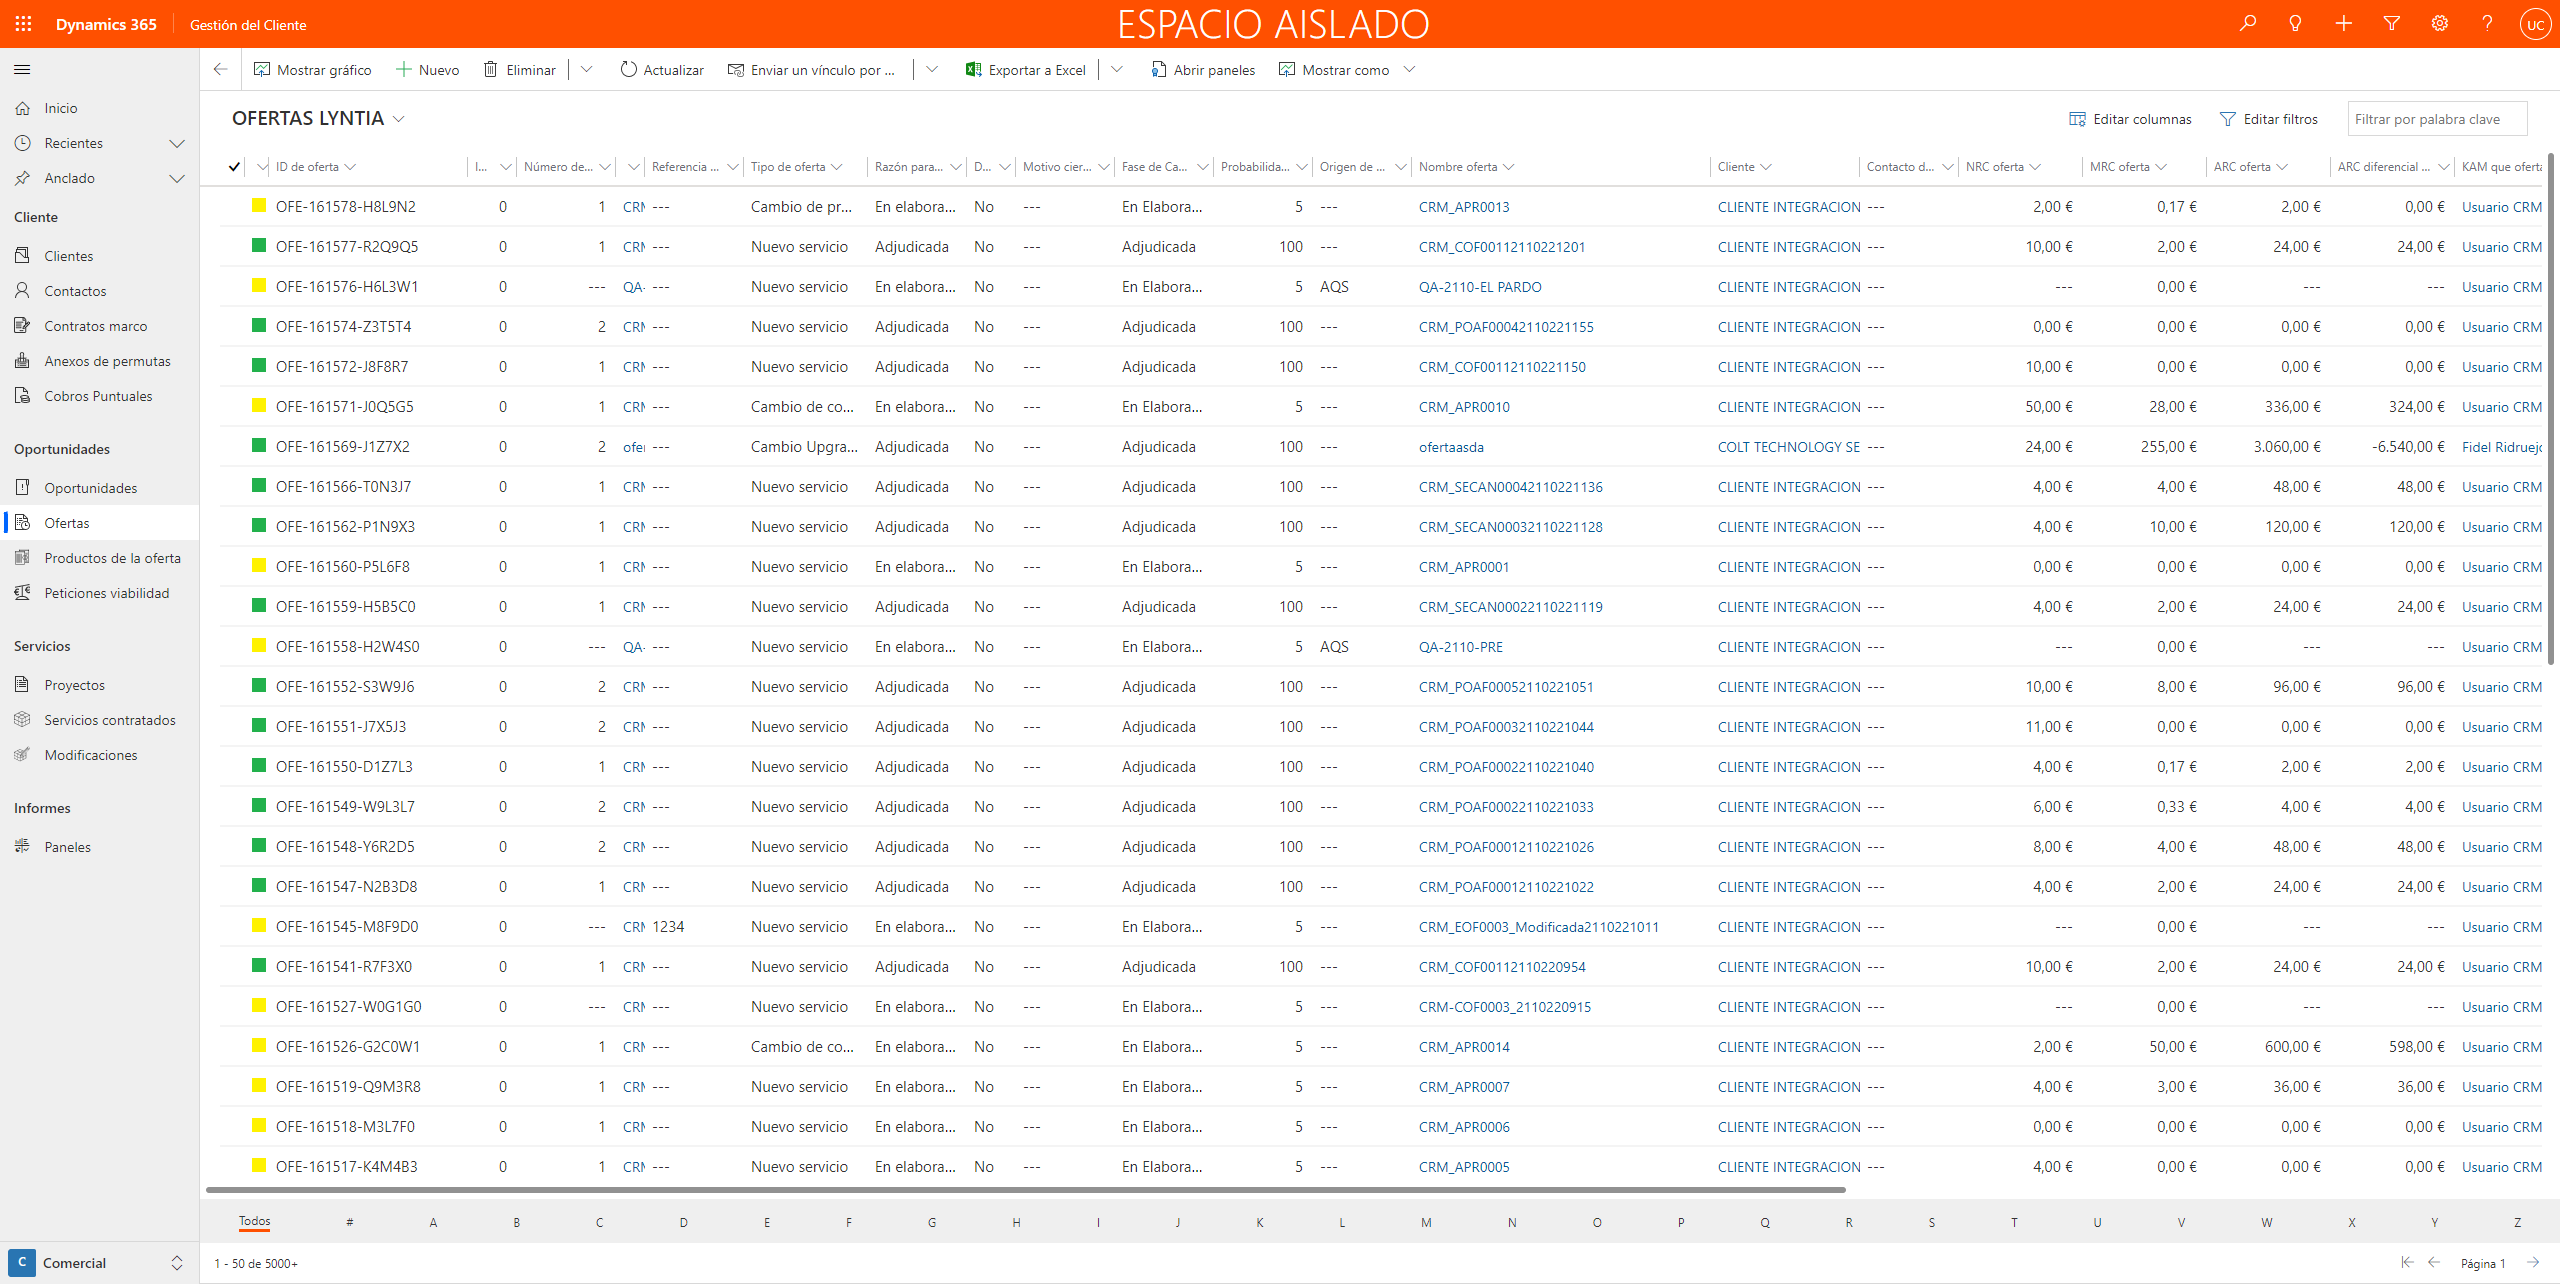 Dynamics 365
Gestión del Cliente
ESPACIO AISLADO
UC
Mostrar gráfico
Nuevo
Eliminar
Actualizar
Enviar un vínculo por ...
Exportar a Excel
Abrir paneles
Mostrar como
Inicio
Recientes
Anclado
Cliente
Clientes
Contactos
Contratos marco
Anexos de permutas
Cobros Puntuales
Oportunidades
Oportunidades
Ofertas
Productos de la oferta
Peticiones viabilidad
Servicios
Proyectos
Servicios contratados
Modificaciones
Informes
Paneles
C Comercial
OFERTAS LYNTIA
Editar columnas
Editar filtros
Filtrar por palabra clave
ID de oferta I... Número de... Referencia ... Tipo de oferta Razón para... D... Motivo cier... Fase de Ca... Probabilida... Origen de ... Nombre oferta Cliente Contacto d... NRC oferta MRC oferta ARC oferta ARC diferencial ... KAM que oferta
OFE-161578-H8L9N2 0 1 CRM --- Cambio de pr... En elabora... No --- En Elabora... 5 --- CRM_APR0013 CLIENTE INTEGRACION --- 2,00 € 0,17 € 2,00 € 0,00 € Usuario CRM
OFE-161577-R2Q9Q5 0 1 CRM --- Nuevo servicio Adjudicada No --- Adjudicada 100 --- CRM_COF00112110221201 CLIENTE INTEGRACION --- 10,00 € 2,00 € 24,00 € 24,00 € Usuario CRM
OFE-161576-H6L3W1 0 --- QA- --- Nuevo servicio En elabora... No --- En Elabora... 5 AQS QA-2110-EL PARDO CLIENTE INTEGRACION --- --- 0,00 € --- --- Usuario CRM
OFE-161574-Z3T5T4 0 2 CRM --- Nuevo servicio Adjudicada No --- Adjudicada 100 --- CRM_POAF00042110221155 CLIENTE INTEGRACION --- 0,00 € 0,00 € 0,00 € 0,00 € Usuario CRM
OFE-161572-J8F8R7 0 1 CRM --- Nuevo servicio Adjudicada No --- Adjudicada 100 --- CRM_COF00112110221150 CLIENTE INTEGRACION --- 10,00 € 0,00 € 0,00 € 0,00 € Usuario CRM
OFE-161571-J0Q5G5 0 1 CRM --- Cambio de co... En elabora... No --- En Elabora... 5 --- CRM_APR0010 CLIENTE INTEGRACION --- 50,00 € 28,00 € 336,00 € 324,00 € Usuario CRM
OFE-161569-J1Z7X2 0 2 ofer --- Cambio Upgra... Adjudicada No --- Adjudicada 100 --- ofertaasda COLT TECHNOLOGY SE --- 24,00 € 255,00 € 3.060,00 € -6.540,00 € Fidel Ridruejo
OFE-161566-T0N3J7 0 1 CRM --- Nuevo servicio Adjudicada No --- Adjudicada 100 --- CRM_SECAN00042110221136 CLIENTE INTEGRACION --- 4,00 € 4,00 € 48,00 € 48,00 € Usuario CRM
OFE-161562-P1N9X3 0 1 CRM --- Nuevo servicio Adjudicada No --- Adjudicada 100 --- CRM_SECAN00032110221128 CLIENTE INTEGRACION --- 4,00 € 10,00 € 120,00 € 120,00 € Usuario CRM
OFE-161560-P5L6F8 0 1 CRM --- Nuevo servicio En elabora... No --- En Elabora... 5 --- CRM_APR0001 CLIENTE INTEGRACION --- 0,00 € 0,00 € 0,00 € 0,00 € Usuario CRM
OFE-161559-H5B5C0 0 1 CRM --- Nuevo servicio Adjudicada No --- Adjudicada 100 --- CRM_SECAN00022110221119 CLIENTE INTEGRACION --- 4,00 € 2,00 € 24,00 € 24,00 € Usuario CRM
OFE-161558-H2W4S0 0 --- QA- --- Nuevo servicio En elabora... No --- En Elabora... 5 AQS QA-2110-PRE CLIENTE INTEGRACION --- --- 0,00 € --- --- Usuario CRM
OFE-161552-S3W9J6 0 2 CRM --- Nuevo servicio Adjudicada No --- Adjudicada 100 --- CRM_POAF00052110221051 CLIENTE INTEGRACION --- 10,00 € 8,00 € 96,00 € 96,00 € Usuario CRM
OFE-161551-J7X5J3 0 2 CRM --- Nuevo servicio Adjudicada No --- Adjudicada 100 --- CRM_POAF00032110221044 CLIENTE INTEGRACION --- 11,00 € 0,00 € 0,00 € 0,00 € Usuario CRM
OFE-161550-D1Z7L3 0 1 CRM --- Nuevo servicio Adjudicada No --- Adjudicada 100 --- CRM_POAF00022110221040 CLIENTE INTEGRACION --- 4,00 € 0,17 € 2,00 € 2,00 € Usuario CRM
OFE-161549-W9L3L7 0 2 CRM --- Nuevo servicio Adjudicada No --- Adjudicada 100 --- CRM_POAF00022110221033 CLIENTE INTEGRACION --- 6,00 € 0,33 € 4,00 € 4,00 € Usuario CRM
OFE-161548-Y6R2D5 0 2 CRM --- Nuevo servicio Adjudicada No --- Adjudicada 100 --- CRM_POAF00012110221026 CLIENTE INTEGRACION --- 8,00 € 4,00 € 48,00 € 48,00 € Usuario CRM
OFE-161547-N2B3D8 0 1 CRM --- Nuevo servicio Adjudicada No --- Adjudicada 100 --- CRM_POAF00012110221022 CLIENTE INTEGRACION --- 4,00 € 2,00 € 24,00 € 24,00 € Usuario CRM
OFE-161545-M8F9D0 0 --- CRM 1234 Nuevo servicio En elabora... No --- En Elabora... 5 --- CRM_EOF0003_Modificada2110221011 CLIENTE INTEGRACION --- --- 0,00 € --- --- Usuario CRM
OFE-161541-R7F3X0 0 1 CRM --- Nuevo servicio Adjudicada No --- Adjudicada 100 --- CRM_COF00112110220954 CLIENTE INTEGRACION --- 10,00 € 2,00 € 24,00 € 24,00 € Usuario CRM
OFE-161527-W0G1G0 0 --- CRM --- Nuevo servicio En elabora... No --- En Elabora... 5 --- CRM-COF0003_2110220915 CLIENTE INTEGRACION --- --- 0,00 € --- --- Usuario CRM
OFE-161526-G2C0W1 0 1 CRM --- Cambio de co... En elabora... No --- En Elabora... 5 --- CRM_APR0014 CLIENTE INTEGRACION --- 2,00 € 50,00 € 600,00 € 598,00 € Usuario CRM
OFE-161519-Q9M3R8 0 1 CRM --- Nuevo servicio En elabora... No --- En Elabora... 5 --- CRM_APR0007 CLIENTE INTEGRACION --- 4,00 € 3,00 € 36,00 € 36,00 € Usuario CRM
OFE-161518-M3L7F0 0 1 CRM --- Nuevo servicio En elabora... No --- En Elabora... 5 --- CRM_APR0006 CLIENTE INTEGRACION --- 0,00 € 0,00 € 0,00 € 0,00 € Usuario CRM
OFE-161517-K4M4B3 0 1 CRM --- Nuevo servicio En elabora... No --- En Elabora... 5 --- CRM_APR0005 CLIENTE INTEGRACION --- 4,00 € 0,00 € 0,00 € 0,00 € Usuario CRM
Todos # A B C D E F G H I J K L M N O P Q R S T U V W X Y Z
1 - 50 de 5000+
Página 1